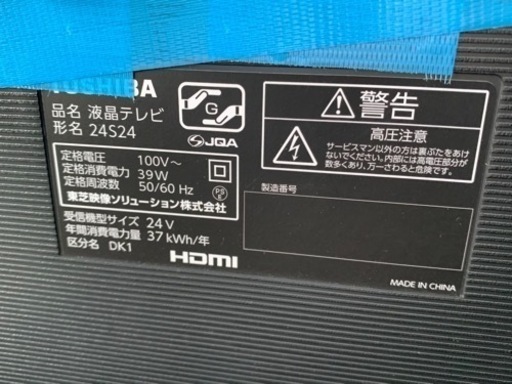 TOSHIBA
品名 液晶テレビ
形名 24S24
G
JQA
定格電圧 100V～
定格消費電力 39W
定格周波数 50/60 Hz
PSE
東芝映像ソリューション株式会社
受信機型サイズ 24V
年間消費電力量 37 kWh/年
区分名 DK1
HDMI
警告
高圧注意
サービスマン以外の方は裏ぶたをあけ
ないでください。内部には高電圧部分が
数多くあり、万一さわると危険です。
製造番号
MADE IN CHINA